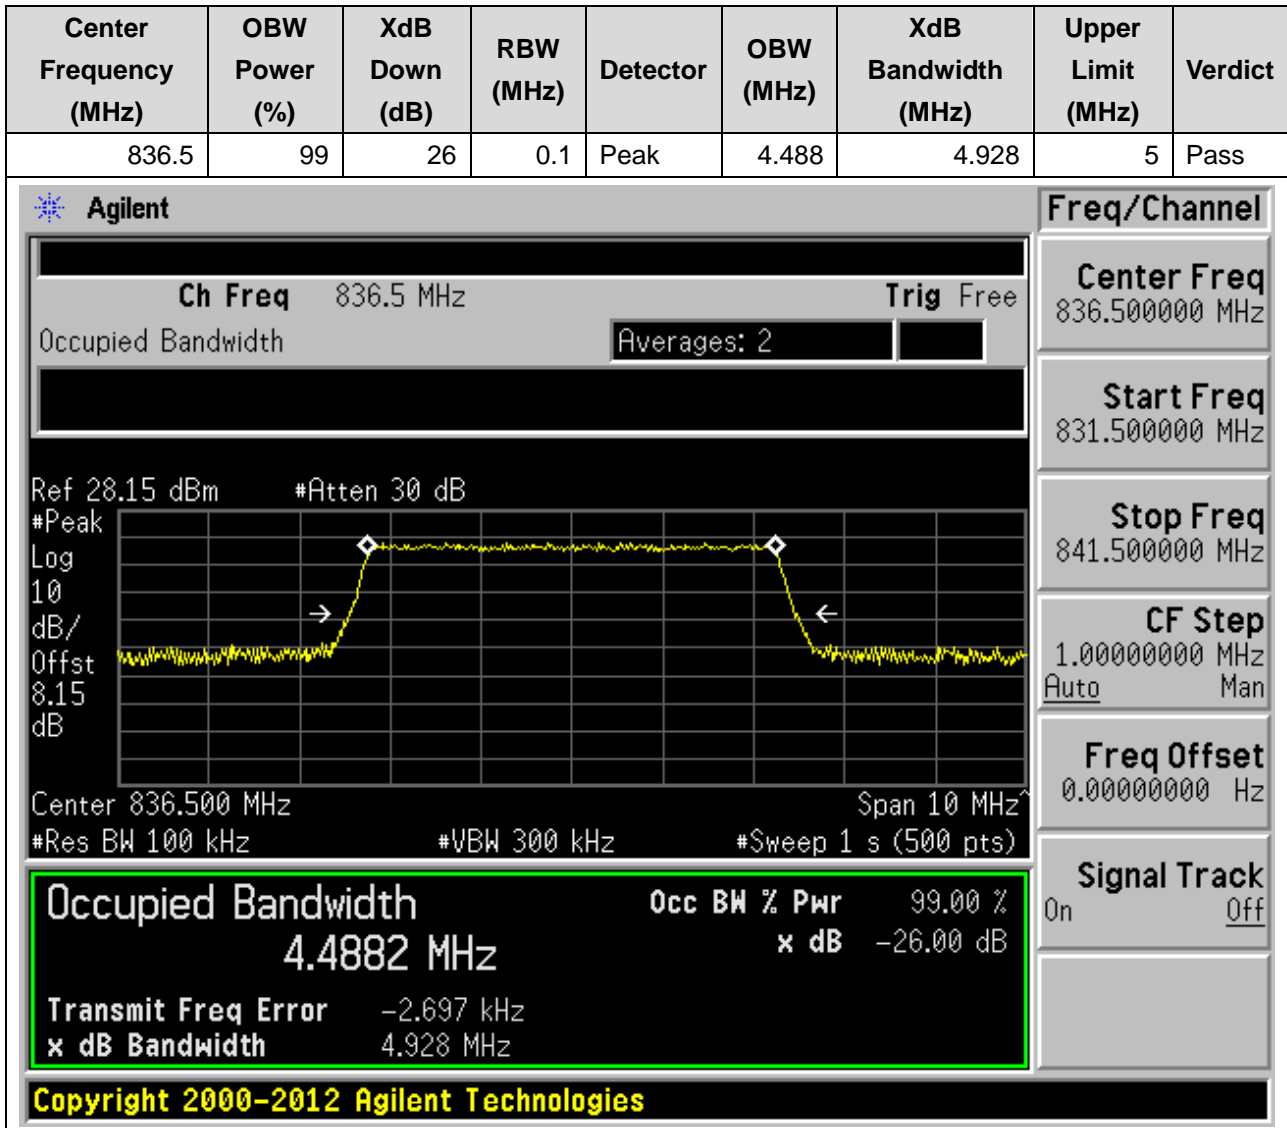 Center Frequency (MHz) OBW Power (%) XdB Down (dB) RBW (MHz) Detector OBW (MHz) XdB Bandwidth (MHz) Upper Limit (MHz) Verdict
836.5 99 26 0.1 Peak 4.488 4.928 5 Pass
Agilent
Freq/Channel
Ch Freq 836.5 MHz Trig Free
Occupied Bandwidth Averages: 2
Center Freq
836.500000 MHz
Start Freq
831.500000 MHz
Stop Freq
841.500000 MHz
CF Step
1.00000000 MHz
Auto Man
Freq Offset
0.00000000 Hz
Signal Track
On Off
Ref 28.15 dBm #Atten 30 dB
#Peak
Log
10
dB/
Offst
8.15
dB
Center 836.500 MHz Span 10 MHz^
#Res BW 100 kHz #VBW 300 kHz #Sweep 1 s (500 pts)
Occupied Bandwidth Occ BW % Pwr 99.00 %
4.4882 MHz x dB -26.00 dB
Transmit Freq Error -2.697 kHz
x dB Bandwidth 4.928 MHz
Copyright 2000-2012 Agilent Technologies